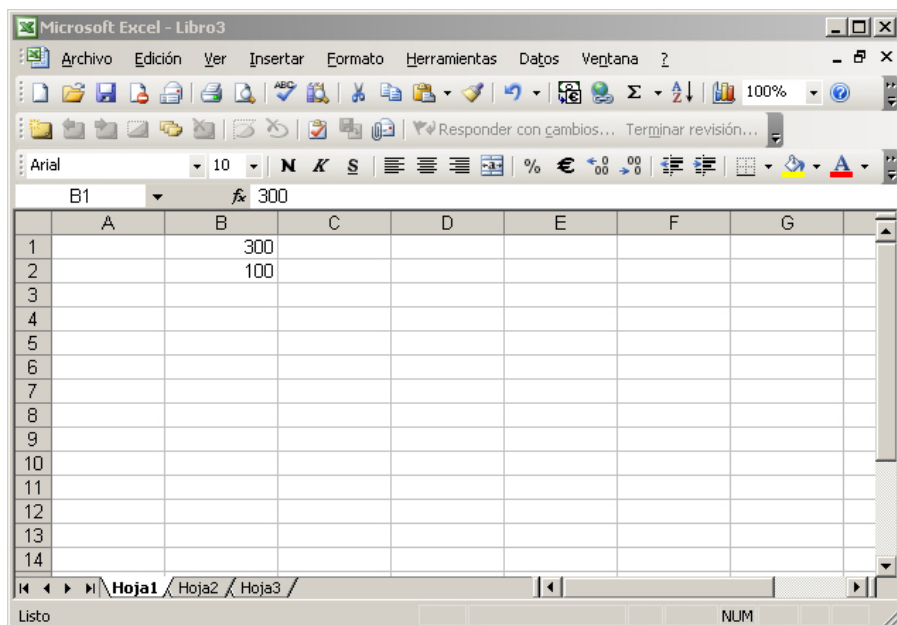 Microsoft Excel - Libro3
Archivo Edición Ver Insertar Formato Herramientas Datos Ventana ?
ABC Σ A Z 100% ?
Responder con cambios... Terminar revisión...
Arial 10 N K S a % € A
B1 fx 300
A B C D E F G
1 300
2 100
3
4
5
6
7
8
9
10
11
12
13
14
Hoja1 Hoja2 Hoja3
Listo NUM